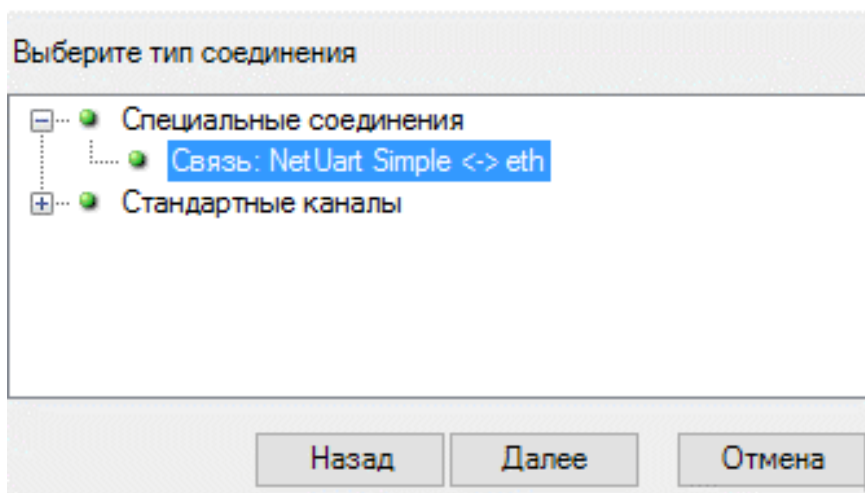 Выберите тип соединения
Специальные соединения
Связь: NetUart Simple <-> eth
Стандартные каналы
Назад Далее Отмена